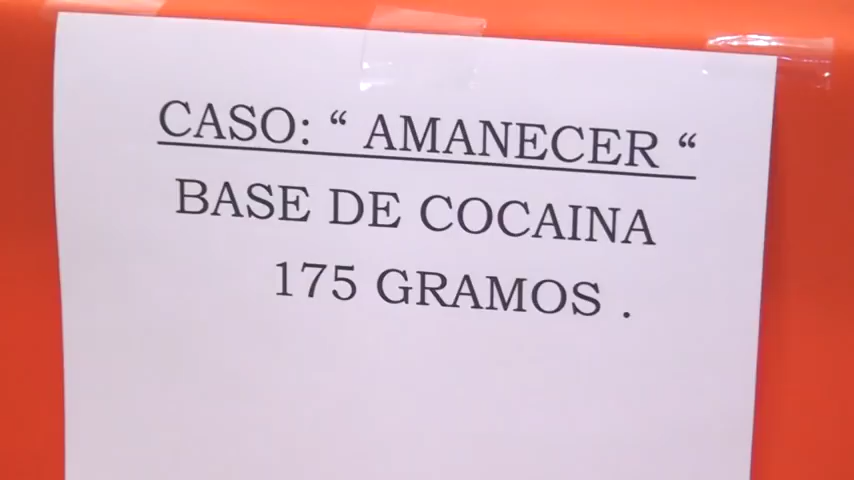 CASO: “ AMANECER “
BASE DE COCAINA
175 GRAMOS .